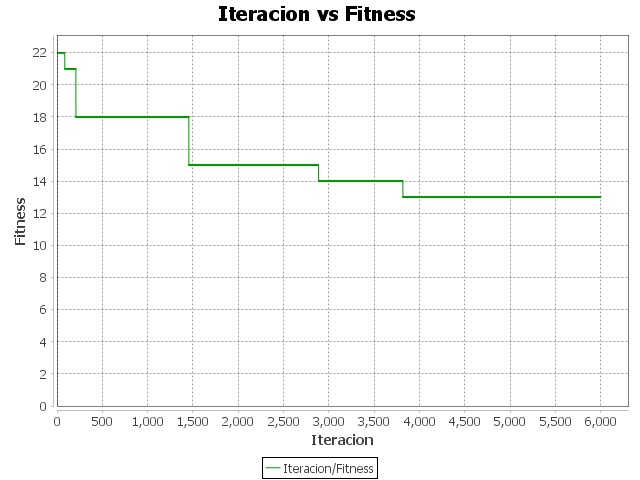 Iteracion vs Fitness
22
20
18
16
14
12
10
8
6
4
2
0
Fitness
0 500 1,000 1,500 2,000 2,500 3,000 3,500 4,000 4,500 5,000 5,500 6,000
Iteracion
Iteracion/Fitness